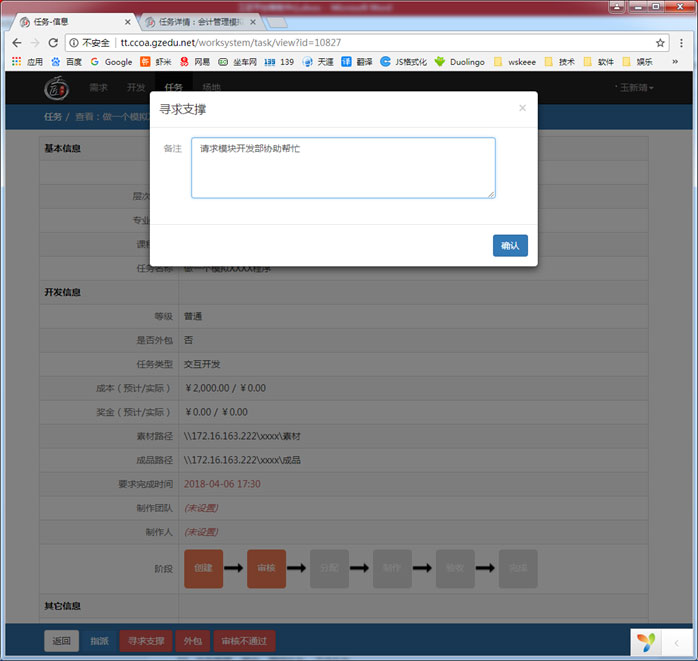 任务-信息
任务详情：会计管理模拟
不安全 tt.ccoa.gzedu.net/worksystem/task/view?id=10827
应用 百度 Google 虾米 网易 坐车网 139 139 天涯 翻译 JS格式化 Duolingo wskeee 技术 软件 娱乐 »
需求 开发 任务 场地 玉新靖
任务 / 查看：做一个模拟
寻求支撑 ×
备注 请求模块开发部协助帮忙
确认
基本信息
层次
专业
课程
任务名称 做一个模拟XXXX程序
开发信息
等级 普通
是否外包 否
任务类型 交互开发
成本（预计/实际） ￥2,000.00 / ￥0.00
奖金（预计/实际） ￥0.00 / ￥0.00
素材路径 \\172.16.163.222\xxxx\素材
成品路径 \\172.16.163.222\xxxx\成品
要求完成时间 2018-04-06 17:30
制作团队 (未设置)
制作人 (未设置)
阶段 创建 审核 分配 制作 验收 完成
其它信息
返回 指派 寻求支撑 外包 审核不通过